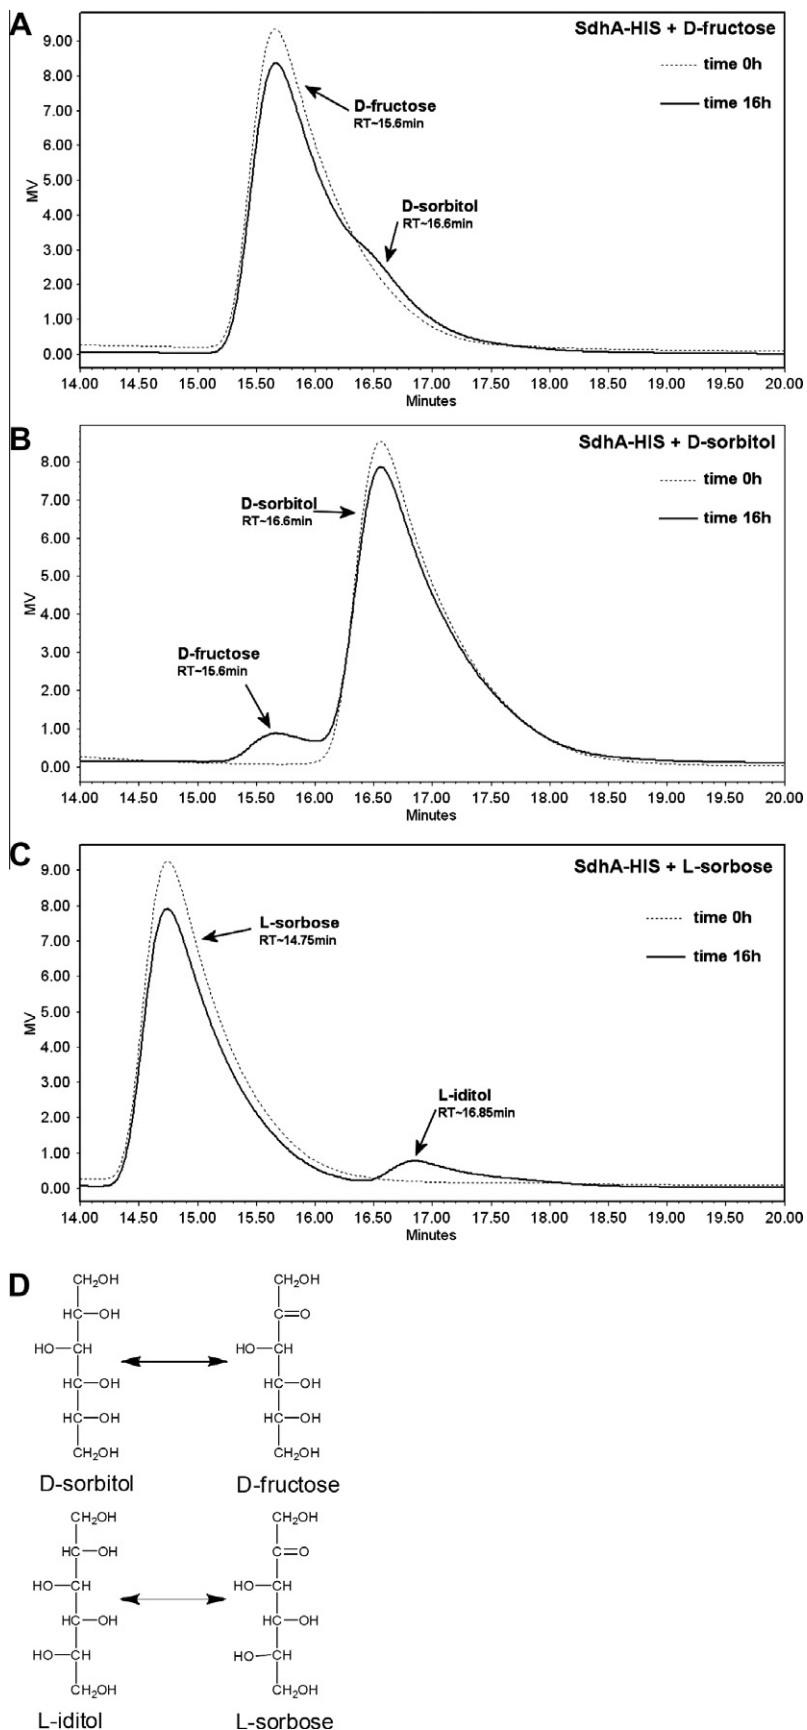 A
SdhA-HIS + D-fructose
time 0h
time 16h
D-fructose
RT~15.6min
D-sorbitol
RT~16.6min
MV
9.00
8.00
7.00
6.00
5.00
4.00
3.00
2.00
1.00
0.00
14.00 14.50 15.00 15.50 16.00 16.50 17.00 17.50 18.00 18.50 19.00 19.50 20.00
Minutes
B
SdhA-HIS + D-sorbitol
time 0h
time 16h
D-sorbitol
RT~16.6min
D-fructose
RT~15.6min
MV
8.00
7.00
6.00
5.00
4.00
3.00
2.00
1.00
0.00
14.00 14.50 15.00 15.50 16.00 16.50 17.00 17.50 18.00 18.50 19.00 19.50 20.00
Minutes
C
SdhA-HIS + L-sorbose
time 0h
time 16h
L-sorbose
RT~14.75min
L-iditol
RT~16.85min
MV
9.00
8.00
7.00
6.00
5.00
4.00
3.00
2.00
1.00
0.00
14.00 14.50 15.00 15.50 16.00 16.50 17.00 17.50 18.00 18.50 19.00 19.50 20.00
Minutes
D
CH₂OH CH₂OH
HC—OH C=O
HO—CH HO—CH
HC—OH HC—OH
HC—OH HC—OH
CH₂OH CH₂OH
D-sorbitol D-fructose
CH₂OH CH₂OH
HC—OH C=O
HO—CH HO—CH
HC—OH HC—OH
HO—CH HO—CH
CH₂OH CH₂OH
L-iditol L-sorbose